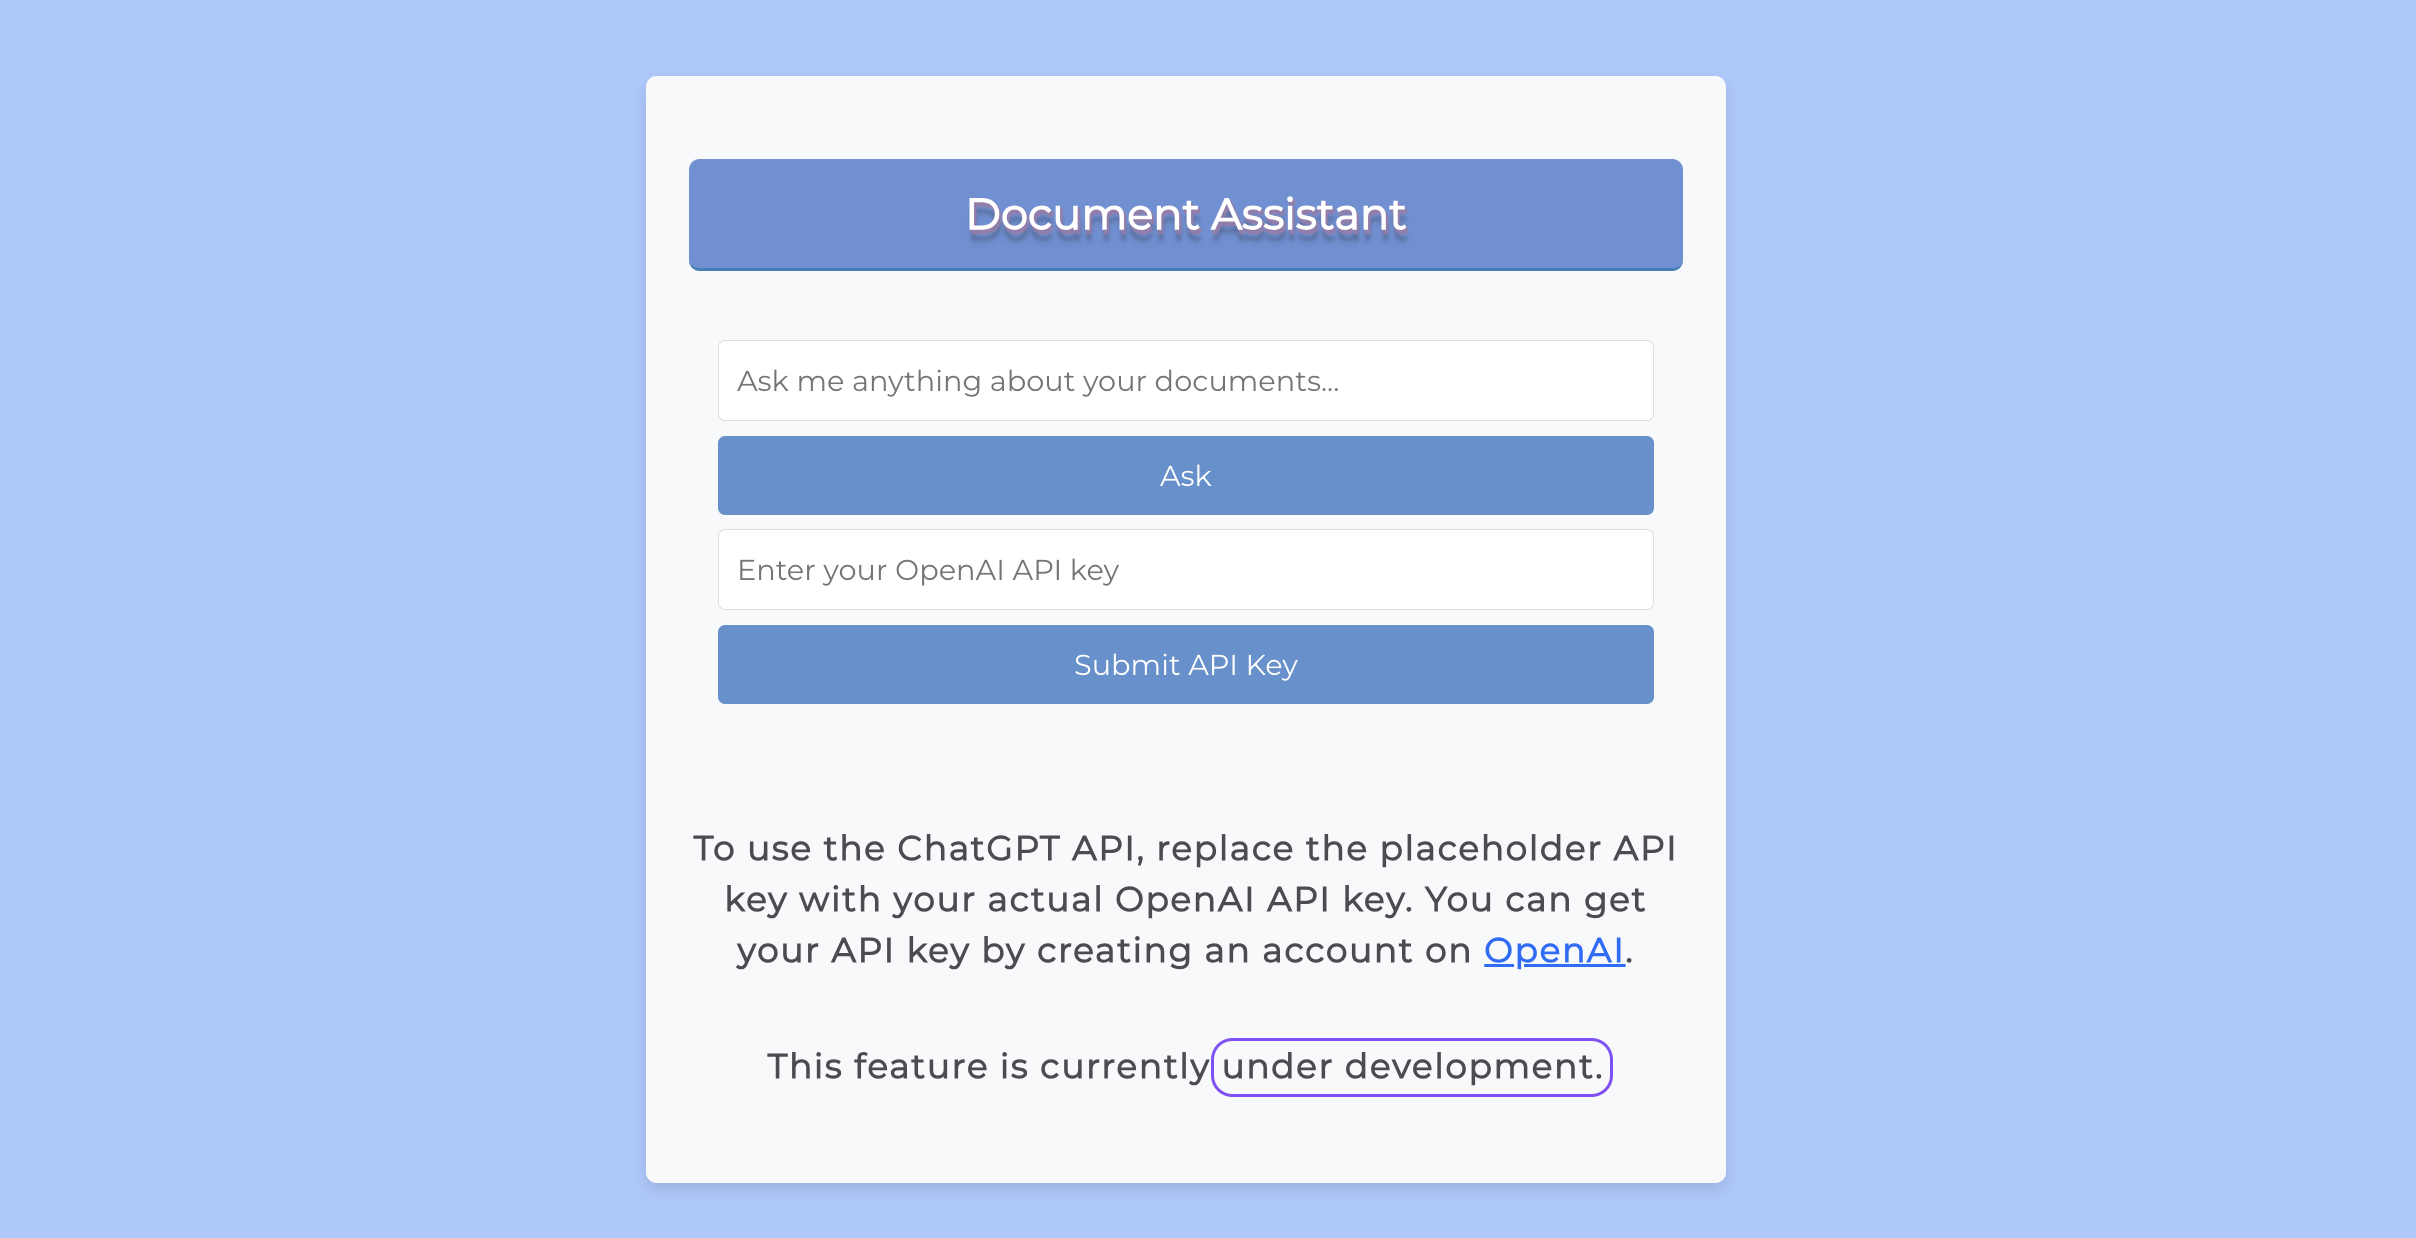 Document Assistant
Ask me anything about your documents...
Ask
Enter your OpenAI API key
Submit API Key
To use the ChatGPT API, replace the placeholder API
key with your actual OpenAI API key. You can get
your API key by creating an account on OpenAI.
This feature is currently under development.